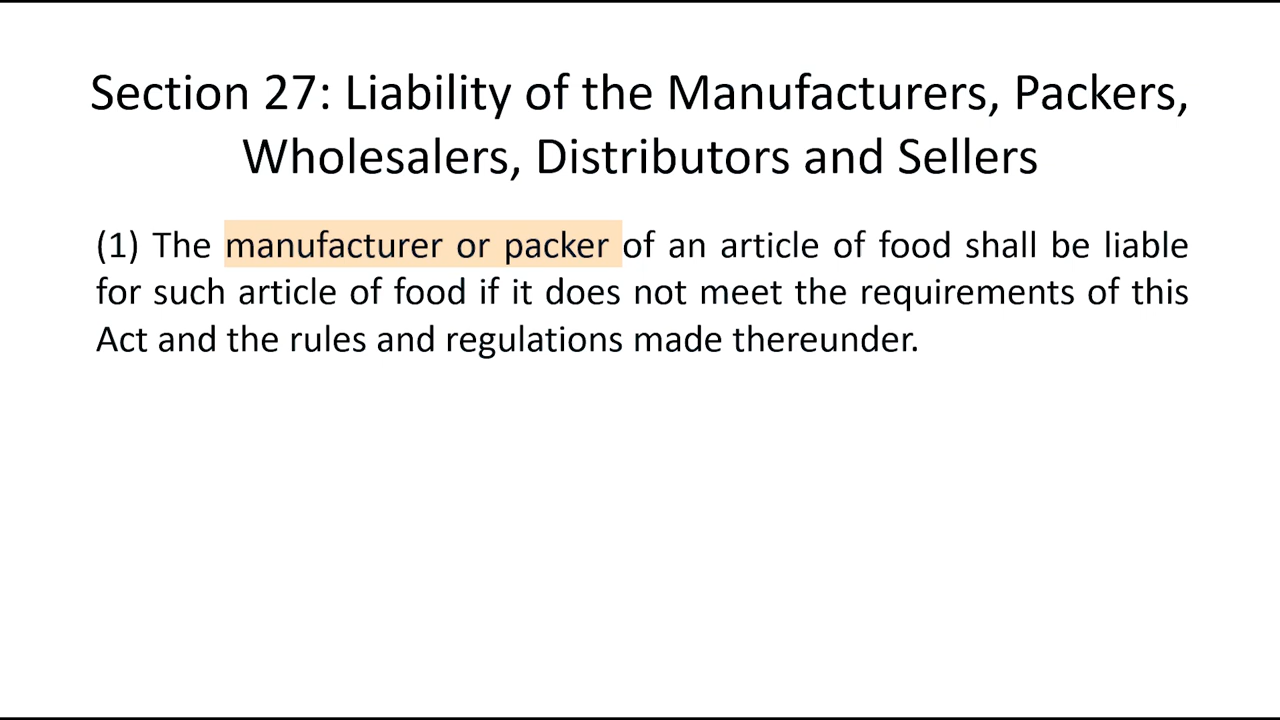 Section 27: Liability of the Manufacturers, Packers,
Wholesalers, Distributors and Sellers
(1) The manufacturer or packer of an article of food shall be liable
for such article of food if it does not meet the requirements of this
Act and the rules and regulations made thereunder.